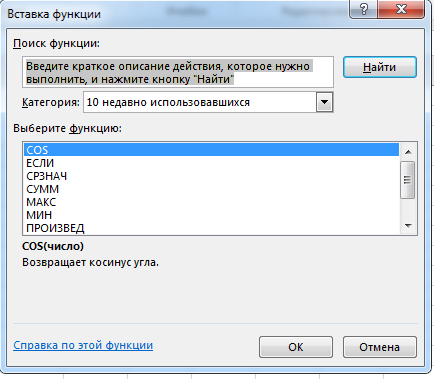 Вставка функции
Поиск функции:
Введите краткое описание действия, которое нужно
выполнить, и нажмите кнопку "Найти"
Найти
Категория: 10 недавно использовавшихся
Выберите функцию:
COS
ЕСЛИ
СРЗНАЧ
СУММ
МАКС
МИН
ПРОИЗВЕД
COS(число)
Возвращает косинус угла.
Справка по этой функции
ОК
Отмена